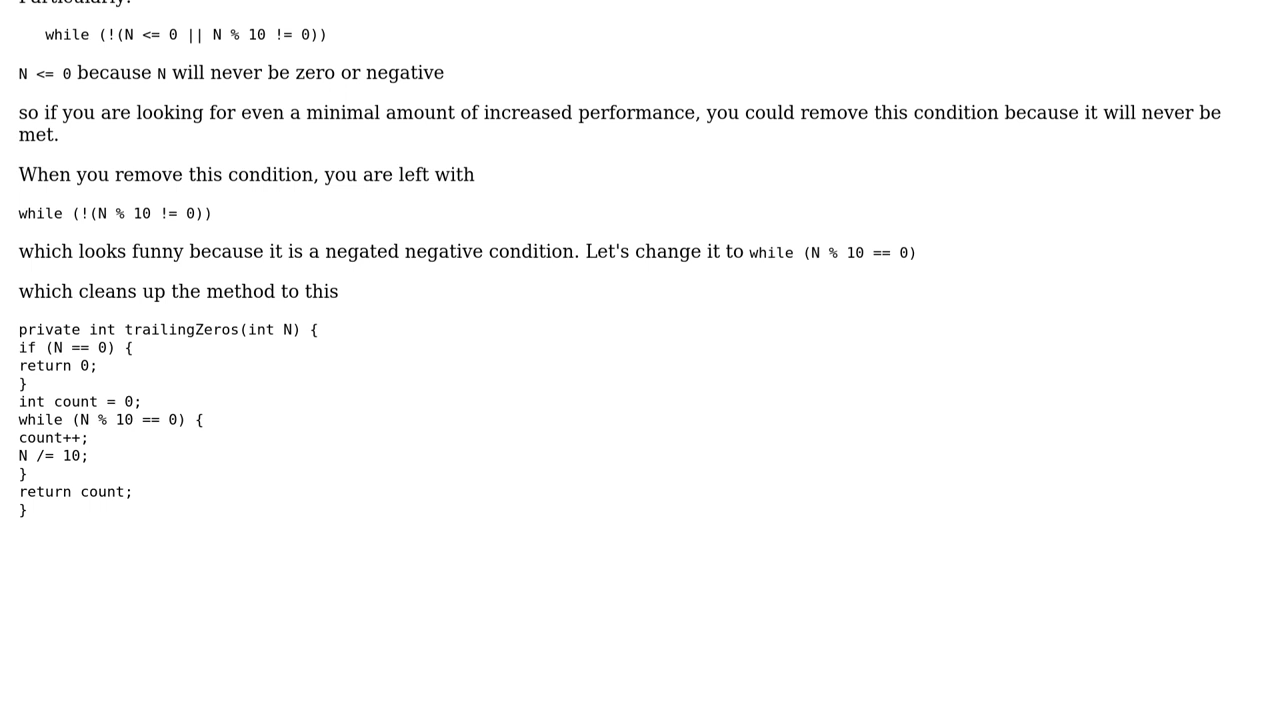 Particularly:
while (!(N <= 0 || N % 10 != 0))
N <= 0 because N will never be zero or negative
so if you are looking for even a minimal amount of increased performance, you could remove this condition because it will never be
met.
When you remove this condition, you are left with
while (!(N % 10 != 0))
which looks funny because it is a negated negative condition. Let's change it to while (N % 10 == 0)
which cleans up the method to this
private int trailingZeros(int N) {
if (N == 0) {
return 0;
}
int count = 0;
while (N % 10 == 0) {
count++;
N /= 10;
}
return count;
}